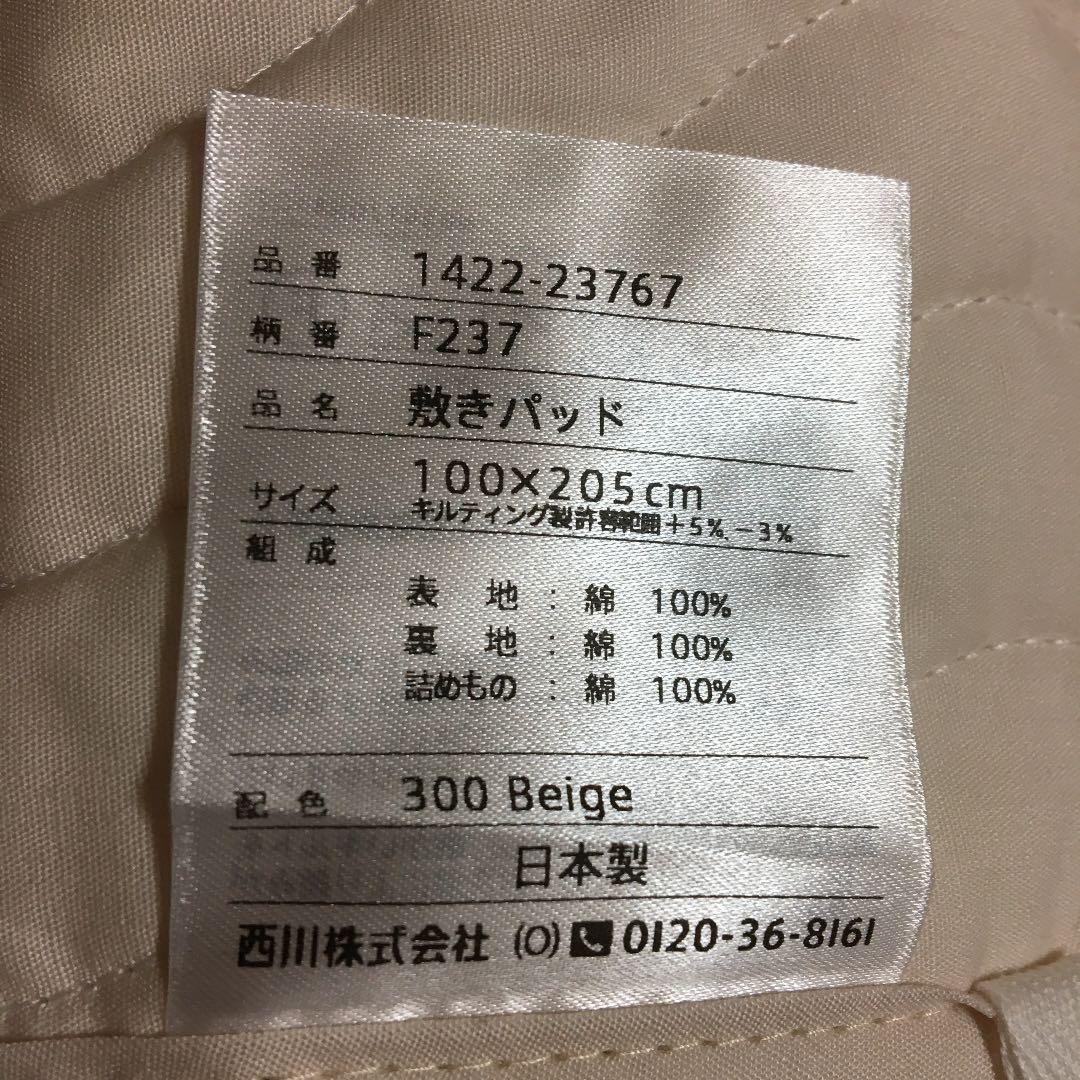 品番 1422-23767
柄番 F237
品名 敷きパッド
サイズ 100×205cm
キルティング製許容範囲+5%.-3%
組成
表地:綿 100%
裏地:綿 100%
詰めもの:綿 100%
配色 300 Beige
日本製
西川株式会社 (O) 0120-36-8161